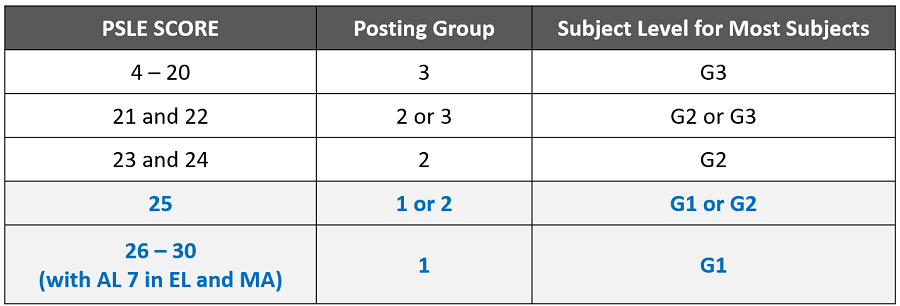 PSLE SCORE Posting Group Subject Level for Most Subjects
4 – 20 3 G3
21 and 22 2 or 3 G2 or G3
23 and 24 2 G2
25 1 or 2 G1 or G2
26 – 30
(with AL 7 in EL and MA) 1 G1